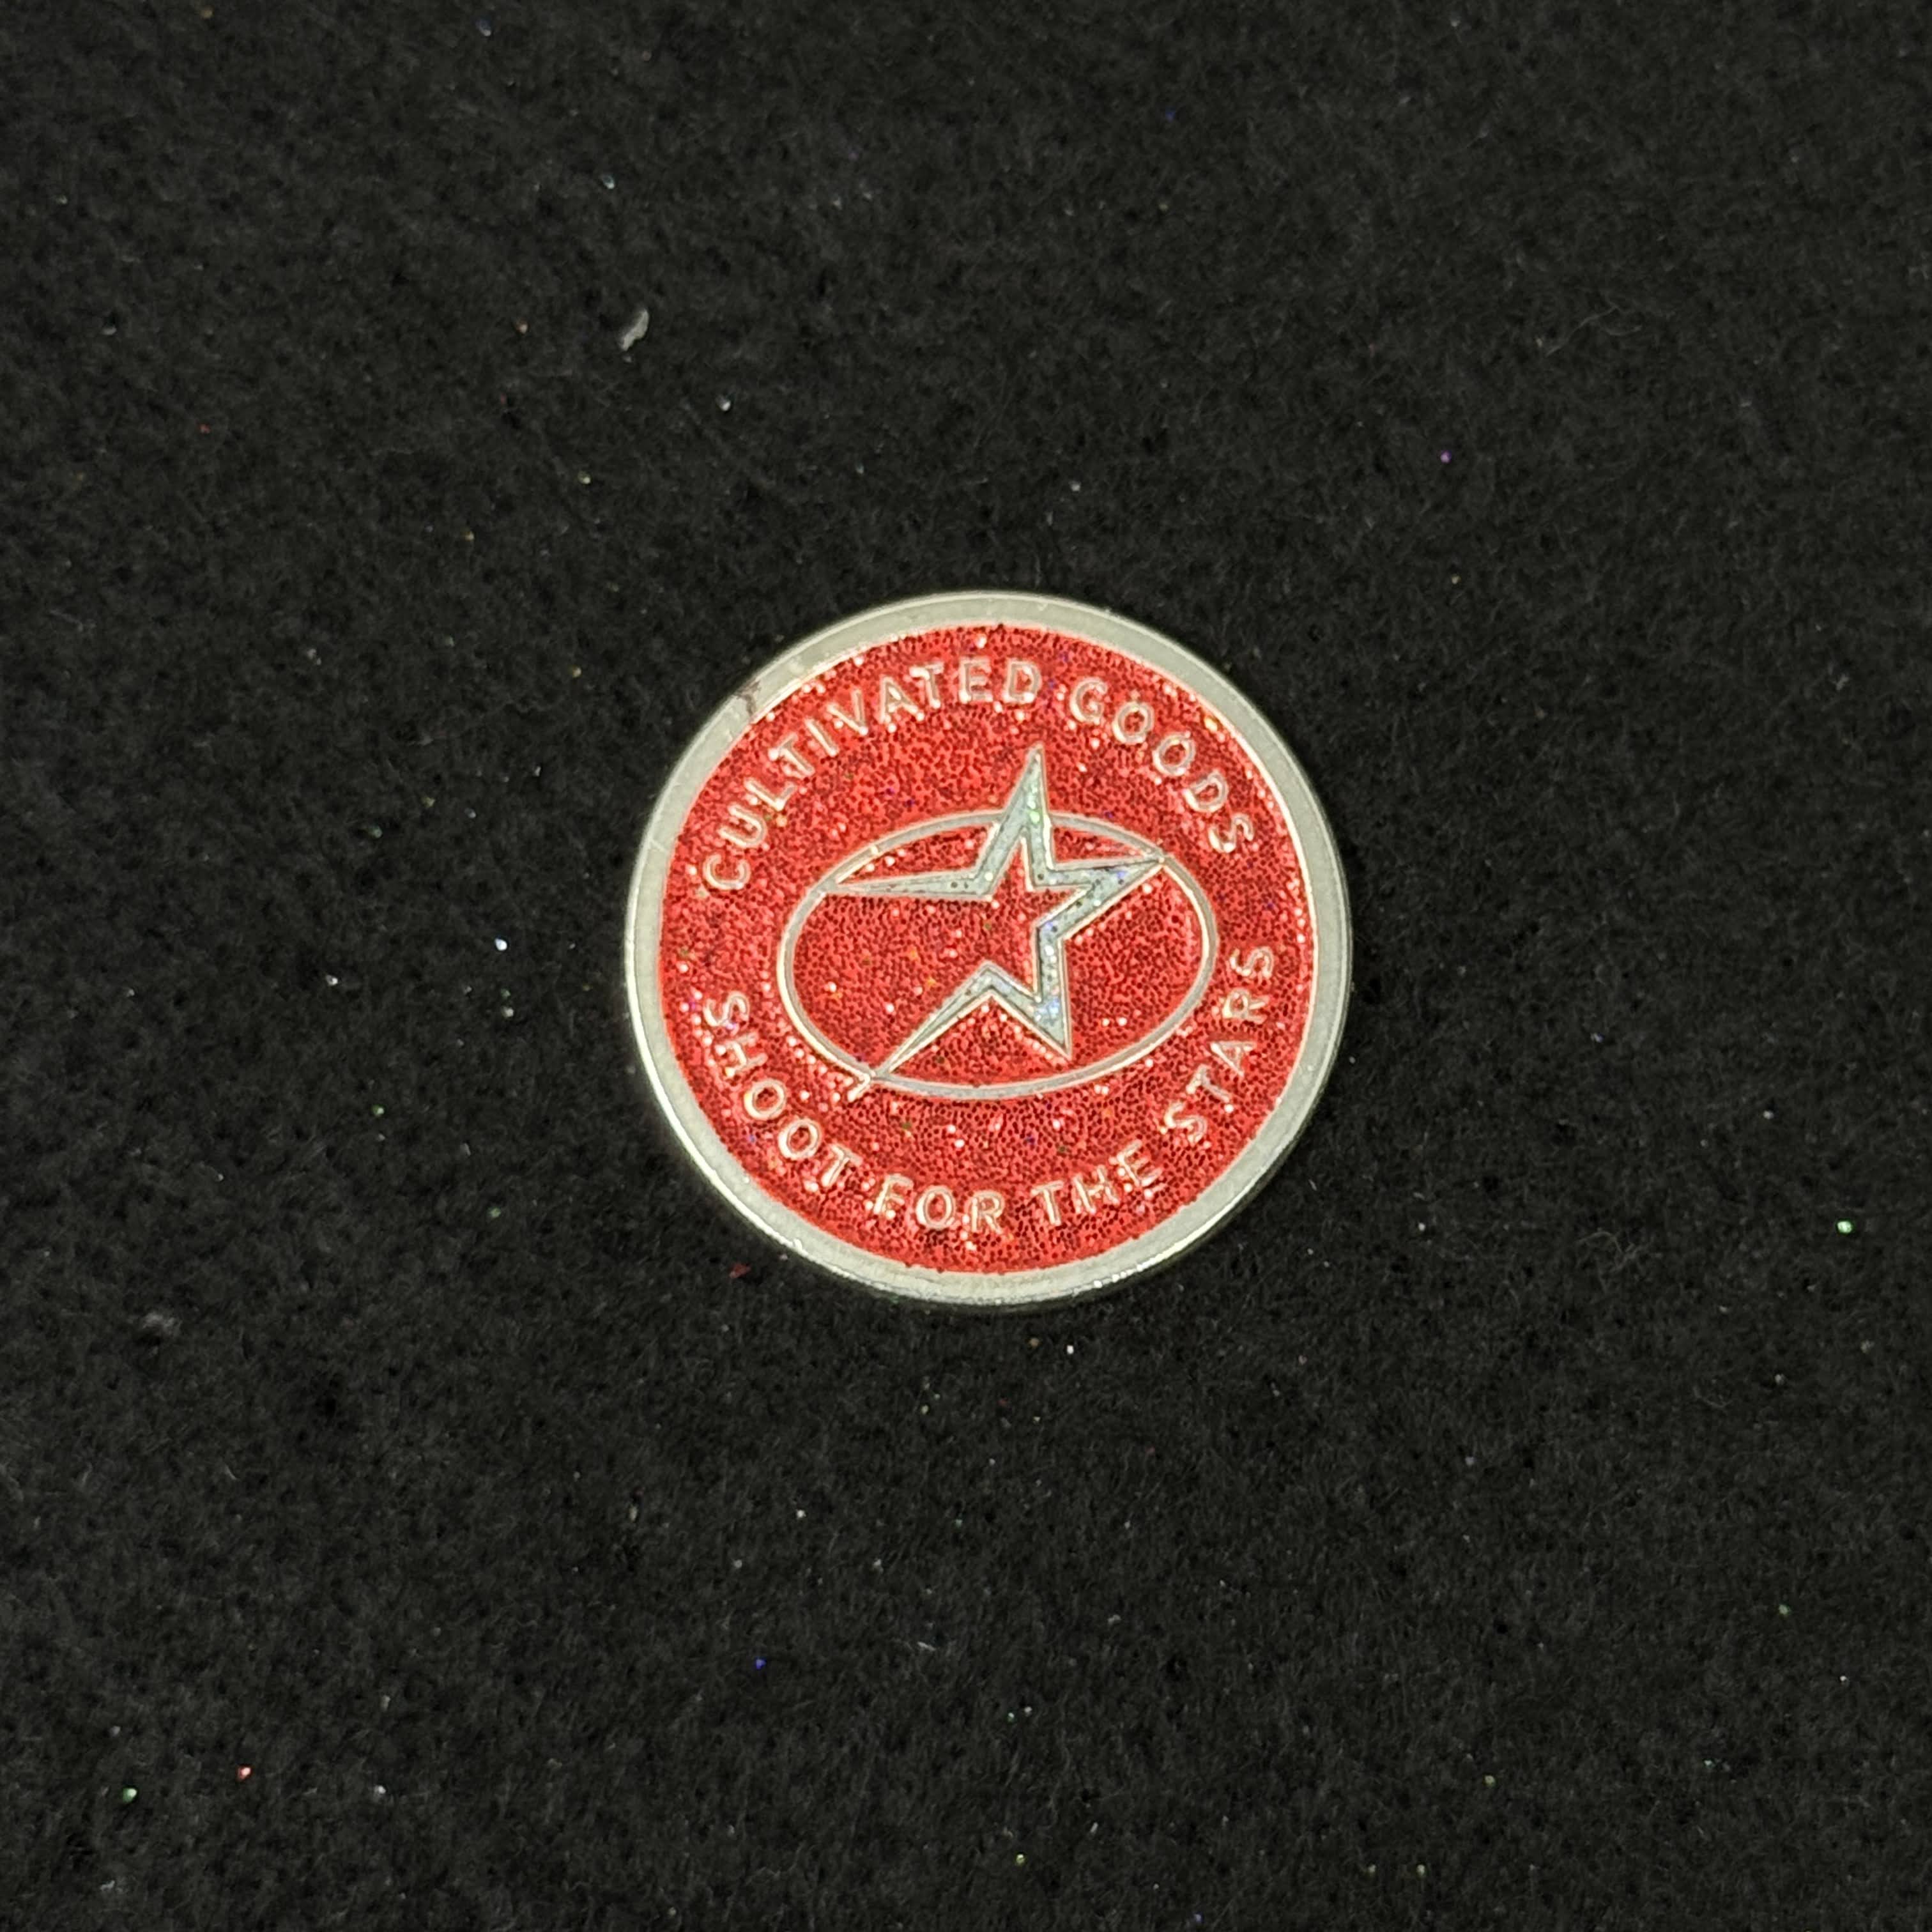 CULTIVATED GOODS
SHOOT FOR THE STARS